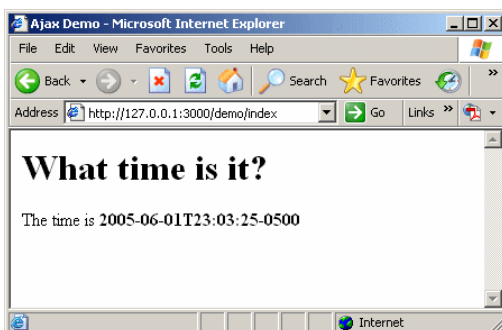 Ajax Demo - Microsoft Internet Explorer
File Edit View Favorites Tools Help
Back Search Favorites »
Address http://127.0.0.1:3000/demo/index Go Links »
What time is it?
The time is 2005-06-01T23:03:25-0500
Internet